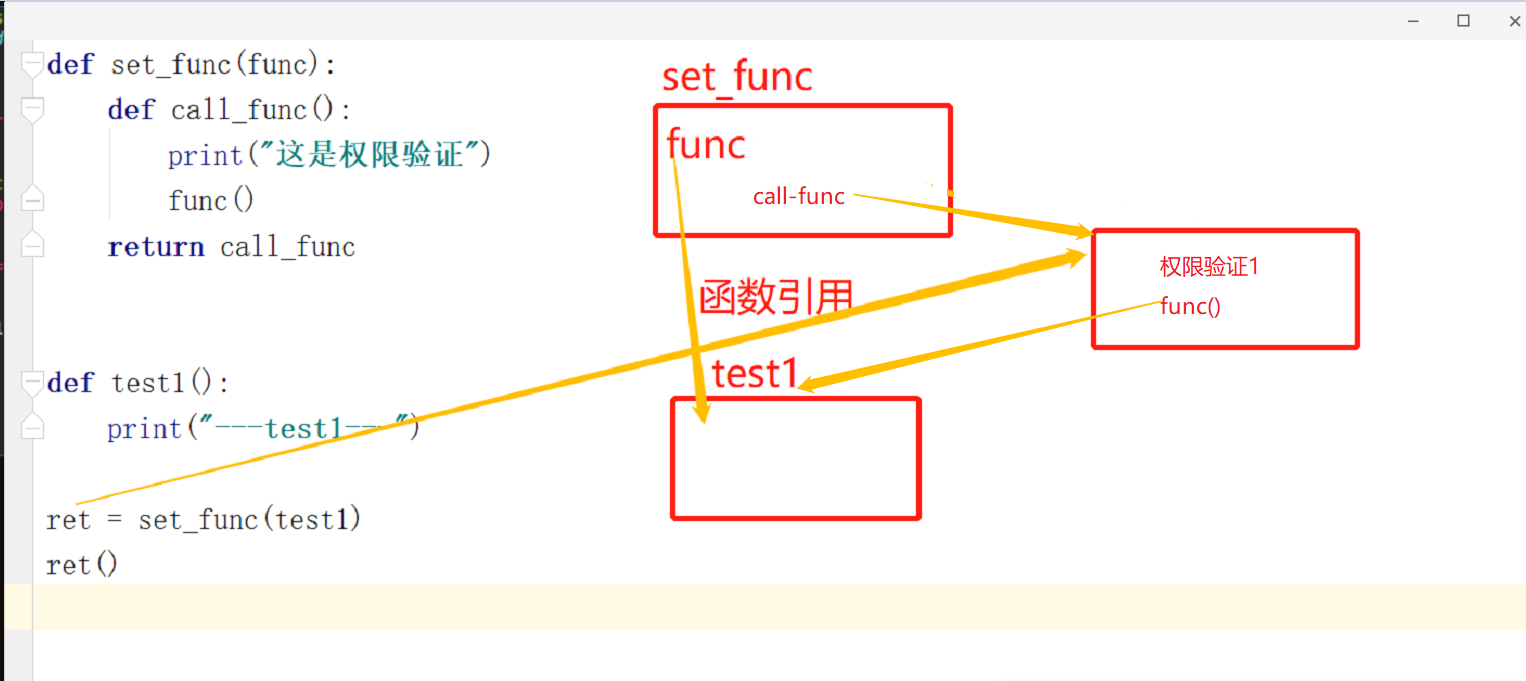 def set_func(func):
def call_func():
print("这是权限验证")
func()
return call_func
def test1():
print("---test1---")
ret = set_func(test1)
ret()
set_func
func
call-func
函数引用
test1
权限验证1
func()